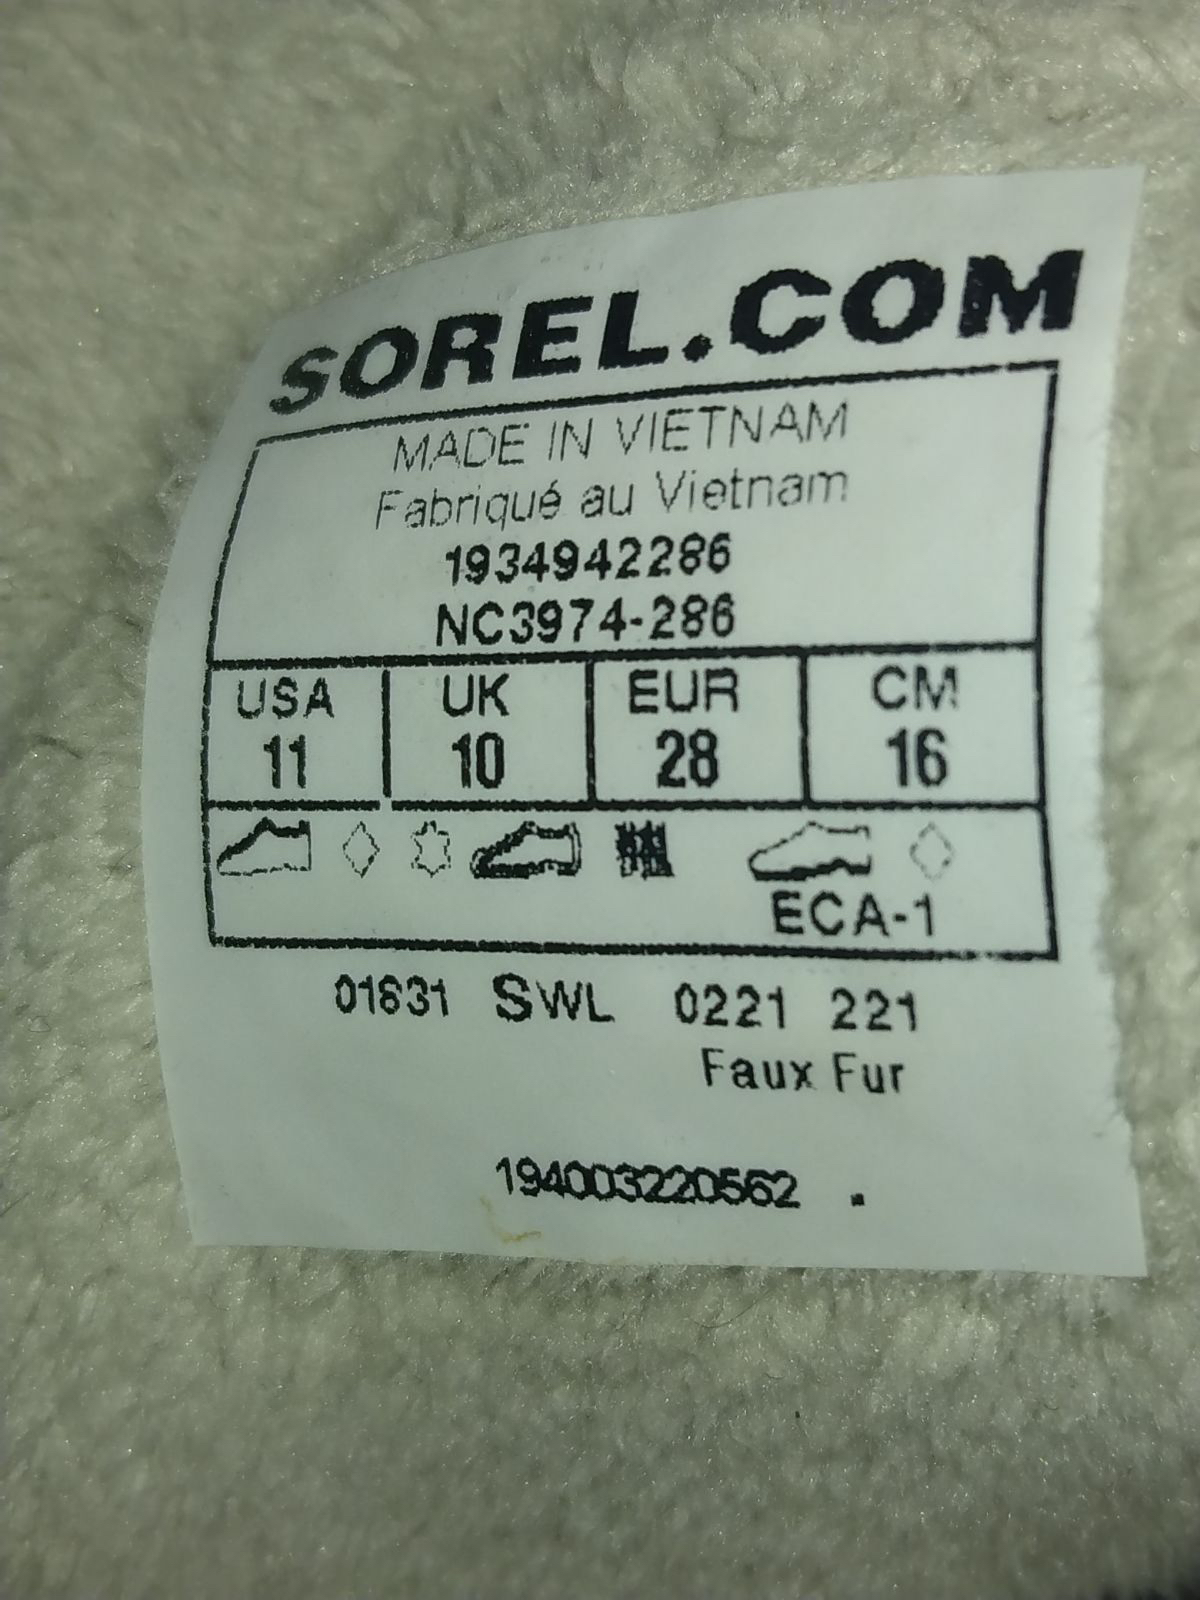 SOREL.COM
MADE IN VIETNAM
Fabriqué au Vietnam
1934942286
NC3974-286
USA UK EUR CM
11 10 28 16
ECA-1
01631 SWL 0221 221
Faux Fur
194003220562 .